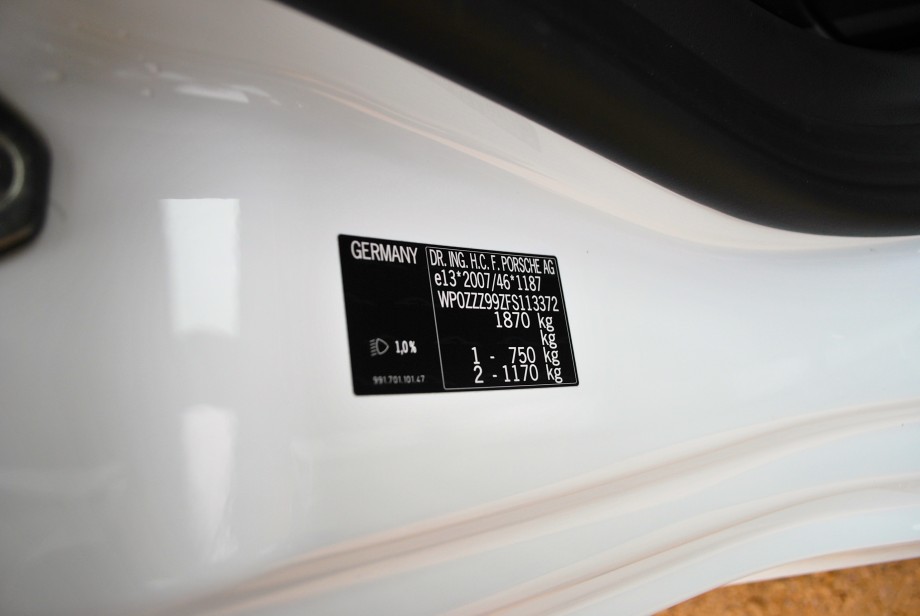 GERMANY
DR. ING. H.C. F. PORSCHE AG
e13*2007/46*1187
WP0ZZZ99ZFS113372
1870 kg
kg
1 - 750 kg
2 - 1170 kg
1,0%
991.701.101.47